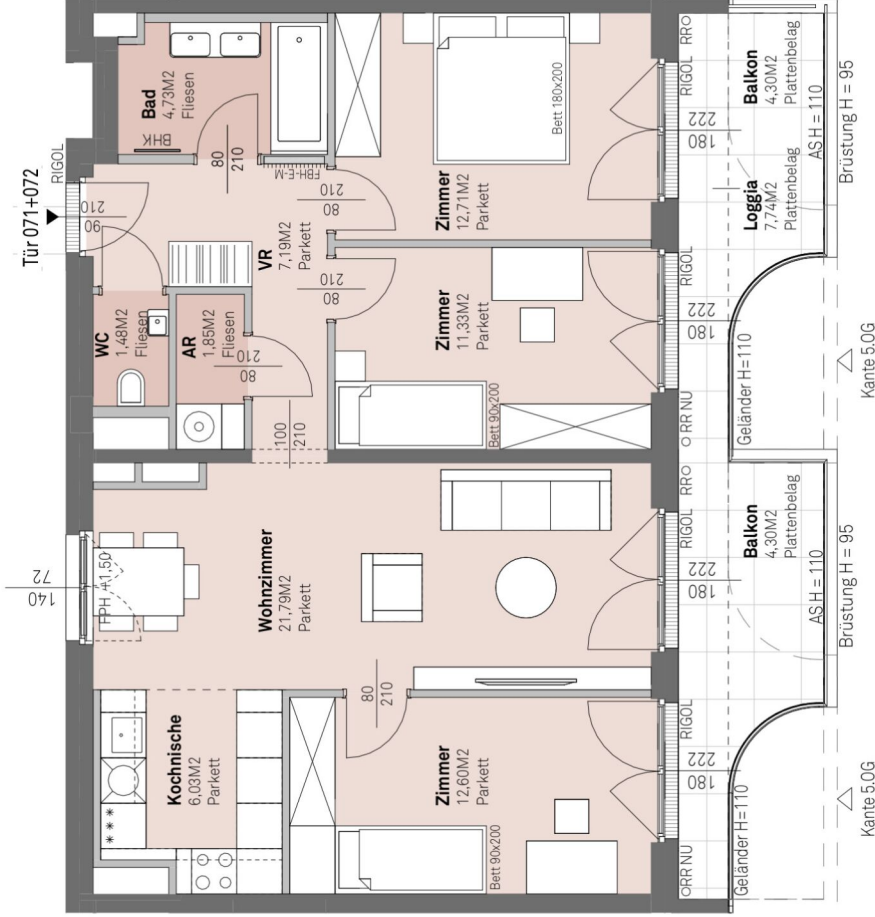 Tür 071+072
RIGOL
90
210
Bad
4,73M2
Fliesen
BHK
80
210
FBH-E-M
VR
7,19M2
Parkett
WC
1,48M2
Fliesen
AR
1,85M2
Fliesen
80
210
100
210
80
210
80
210
Zimmer
12,71M2
Parkett
Bett 180x200
Zimmer
11,33M2
Parkett
Bett 90x200
RRO
RIGOL
180
222
Balkon
4,30M2
Plattenbelag
Loggia
7,74M2
Plattenbelag
ASH = 110
Brüstung H = 95
RIGOL
180
222
RR NU
Geländer H=110
Kante 5.OG
140
72
FPH +1,50
Wohnzimmer
21,79M2
Parkett
RRO
RIGOL
180
222
Balkon
4,30M2
Plattenbelag
ASH = 110
Brüstung H = 95
Kochnische
6,03M2
Parkett
80
210
Zimmer
12,60M2
Parkett
Bett 90x200
RIGOL
180
222
RR NU
Geländer H=110
Kante 5.OG